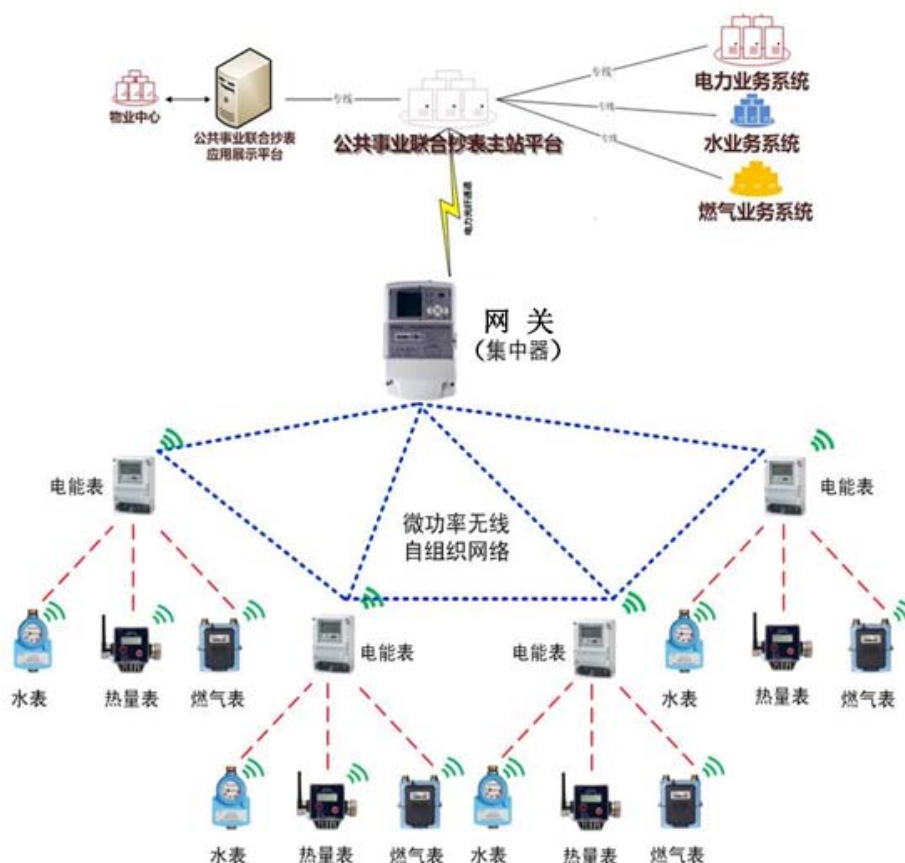 专线
电力业务系统
物业中心
公共事业联合抄表
应用展示平台
专线
公共事业联合抄表主站平台
专线
水业务系统
专线
燃气业务系统
电力光纤通道
网关
(集中器)
电能表
电能表
微功率无线
自组织网络
水表
热量表
燃气表
电能表
电能表
水表
热量表
燃气表
水表
热量表
燃气表
水表
热量表
燃气表